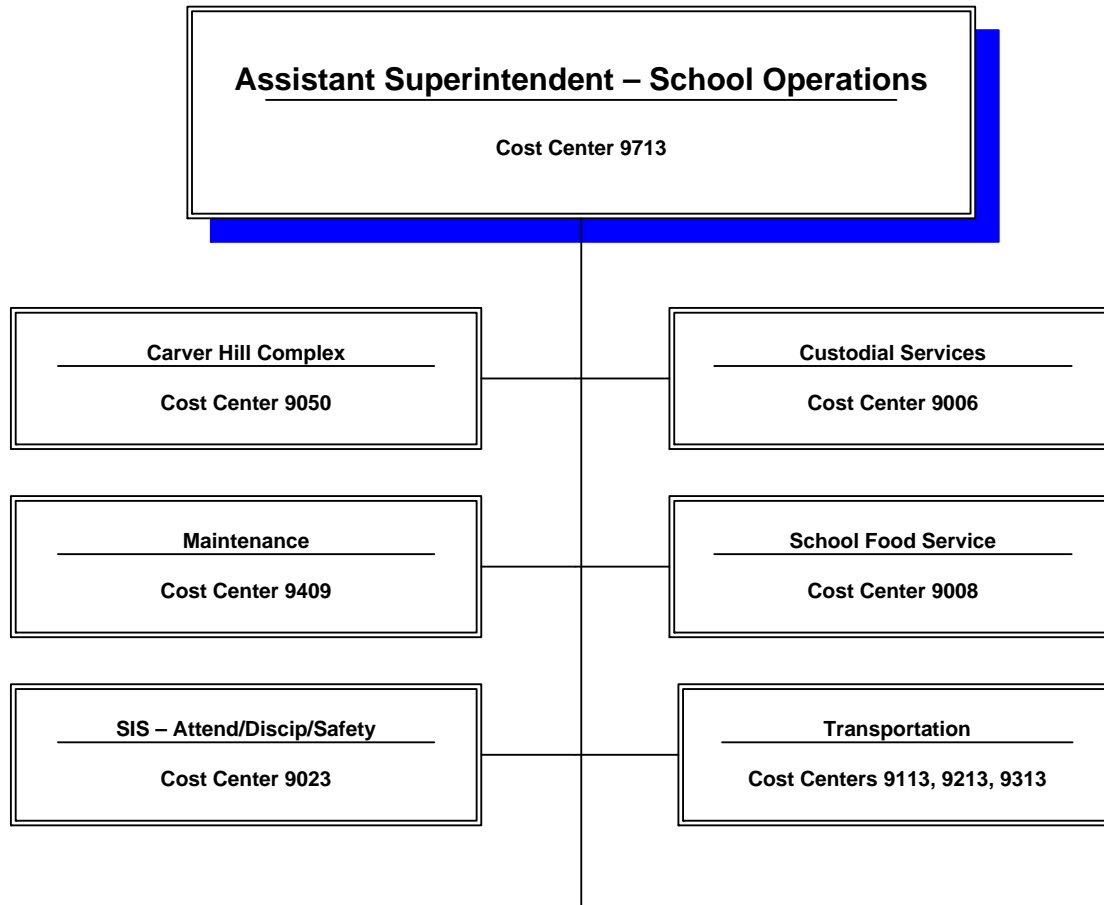 Assistant Superintendent – School Operations
Cost Center 9713
Carver Hill Complex
Cost Center 9050
Custodial Services
Cost Center 9006
Maintenance
Cost Center 9409
School Food Service
Cost Center 9008
SIS – Attend/Discip/Safety
Cost Center 9023
Transportation
Cost Centers 9113, 9213, 9313